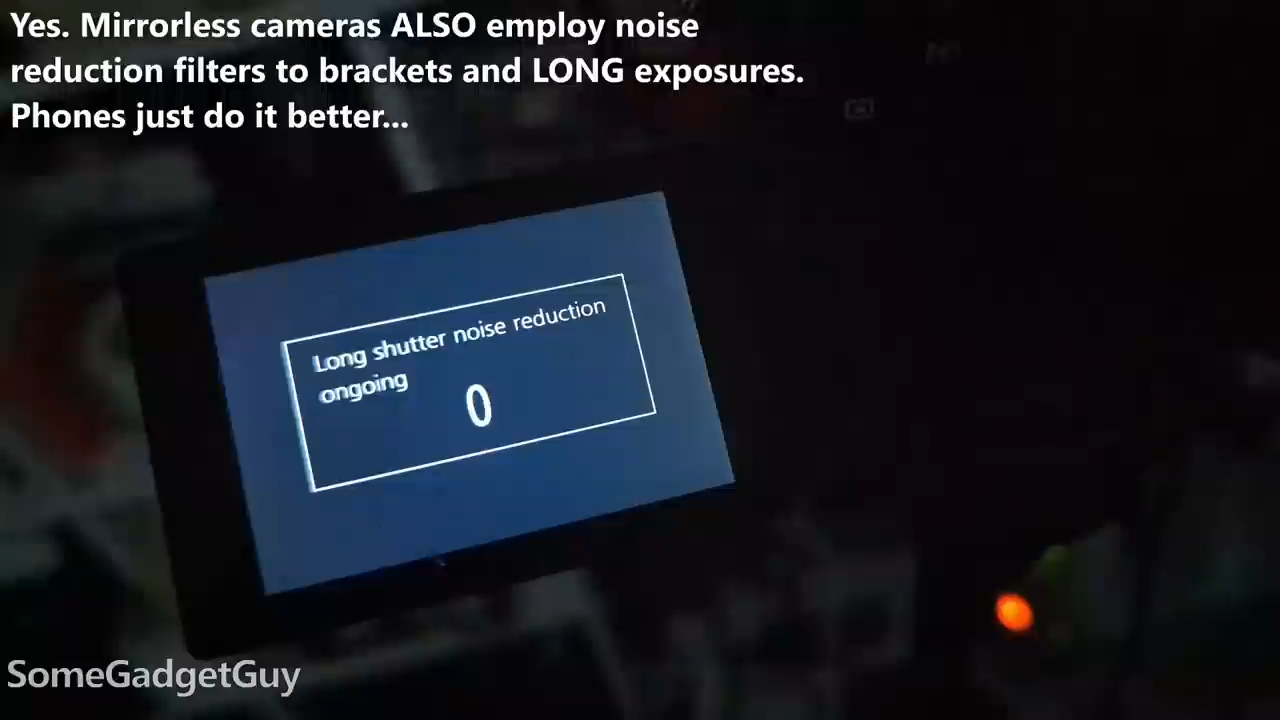 Yes. Mirrorless cameras ALSO employ noise
reduction filters to brackets and LONG exposures.
Phones just do it better...
Long shutter noise reduction
ongoing
0
SomeGadgetGuy